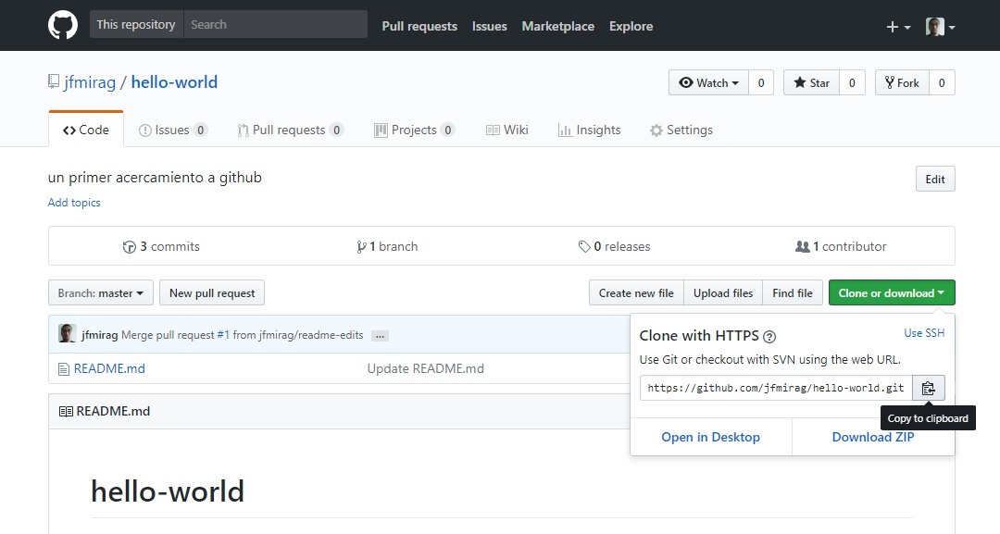 This repository Search Pull requests Issues Marketplace Explore
jfmirag / hello-world Watch 0 Star 0 Fork 0
Code Issues 0 Pull requests 0 Projects 0 Wiki Insights Settings
un primer acercamiento a github Edit
Add topics
3 commits 1 branch 0 releases 1 contributor
Branch: master New pull request Create new file Upload files Find file Clone or download
jfmirag Merge pull request #1 from jfmirag/readme-edits ...
README.md Update README.md
README.md
Clone with HTTPS ? Use SSH
Use Git or checkout with SVN using the web URL.
https://github.com/jfmirag/hello-world.git
Copy to clipboard
Open in Desktop Download ZIP
hello-world